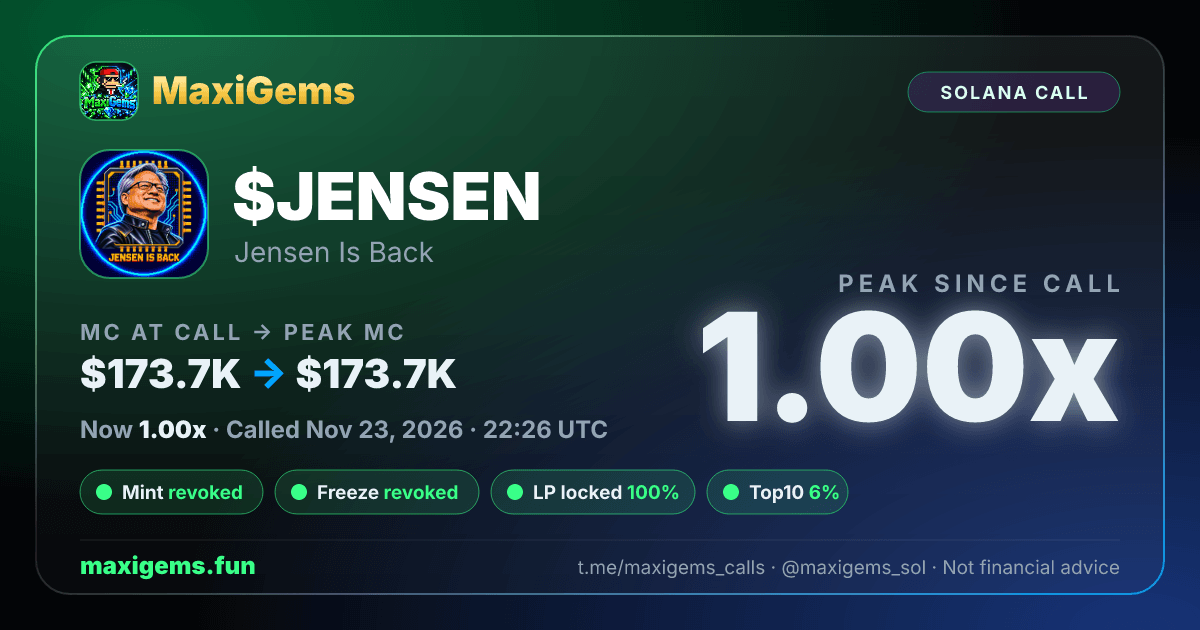 MaxiGems
MaxiGems
SOLANA CALL
JENSEN IS BACK
$JENSEN
Jensen Is Back
PEAK SINCE CALL
1.00x
MC AT CALL → PEAK MC
$173.7K → $173.7K
Now 1.00x · Called Nov 23, 2026 · 22:26 UTC
Mint revoked
Freeze revoked
LP locked 100%
Top10 6%
maxigems.fun
t.me/maxigems_calls · @maxigems_sol · Not financial advice